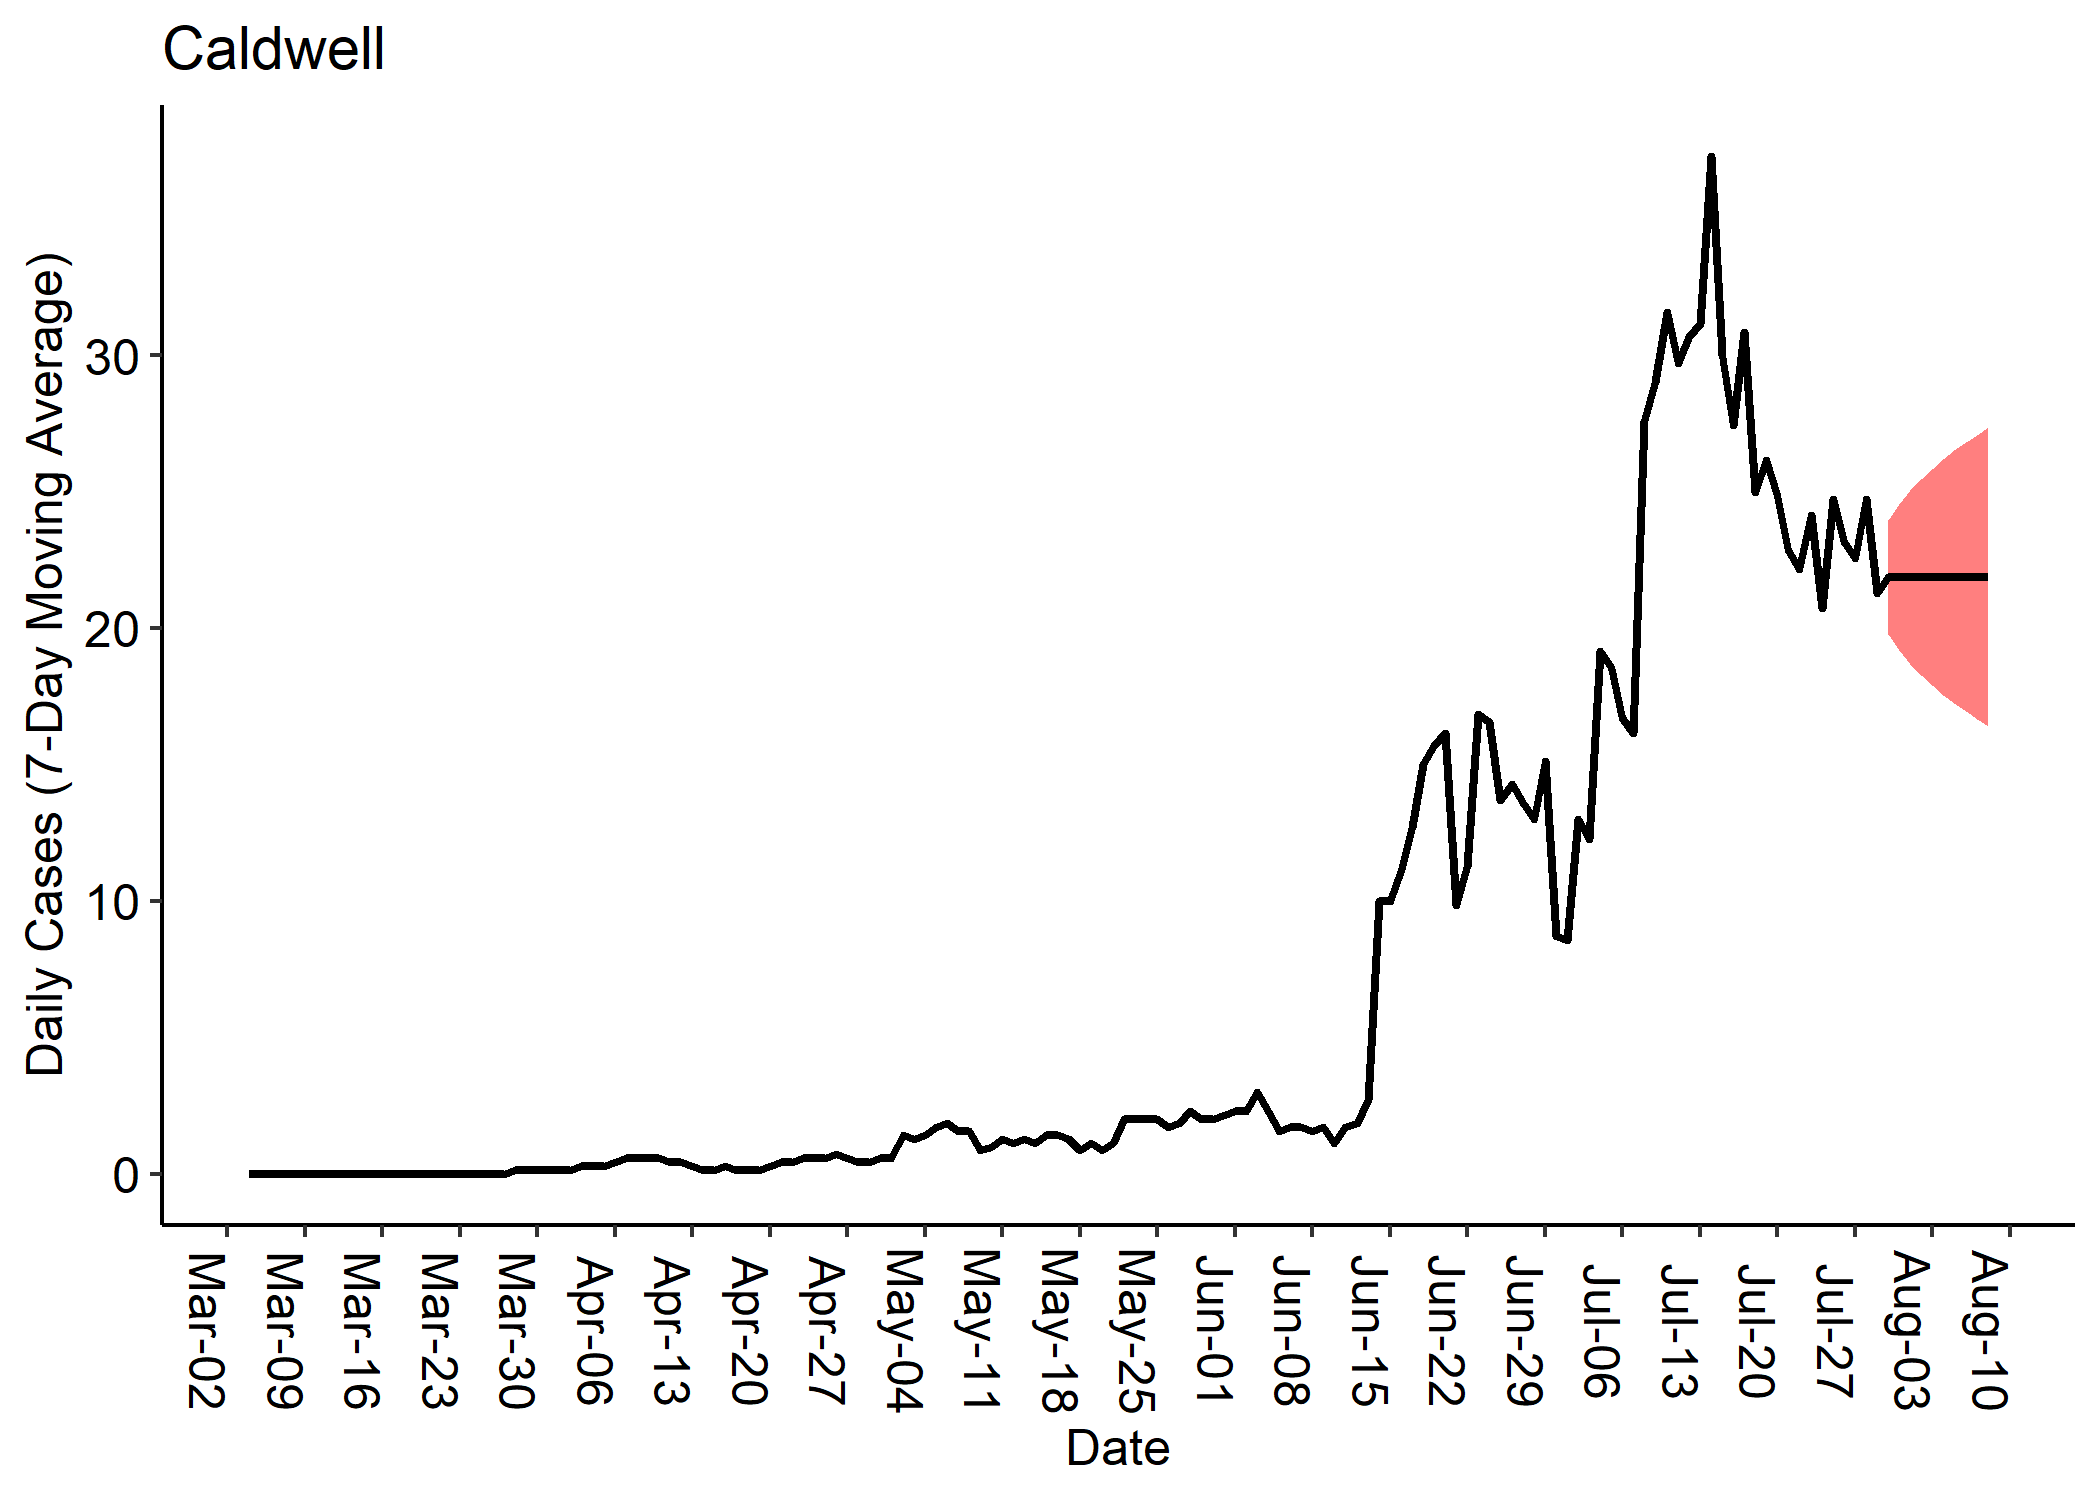 Caldwell
Daily Cases (7-Day Moving Average)
30
20
10
0
Mar-02
Mar-09
Mar-16
Mar-23
Mar-30
Apr-06
Apr-13
Apr-20
Apr-27
May-04
May-11
May-18
May-25
Jun-01
Jun-08
Jun-15
Jun-22
Jun-29
Jul-06
Jul-13
Jul-20
Jul-27
Aug-03
Aug-10
Date